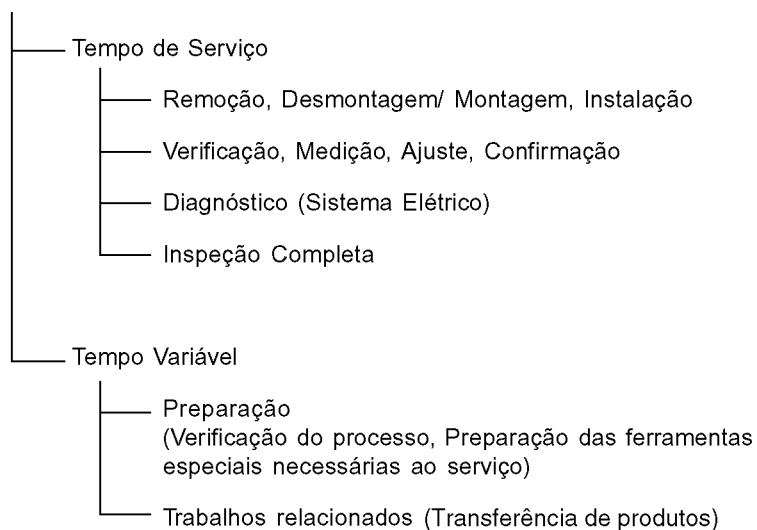 Tempo de Serviço
Remoção, Desmontagem/ Montagem, Instalação
Verificação, Medição, Ajuste, Confirmação
Diagnóstico (Sistema Elétrico)
Inspeção Completa
Tempo Variável
Preparação
(Verificação do processo, Preparação das ferramentas
especiais necessárias ao serviço)
Trabalhos relacionados (Transferência de produtos)